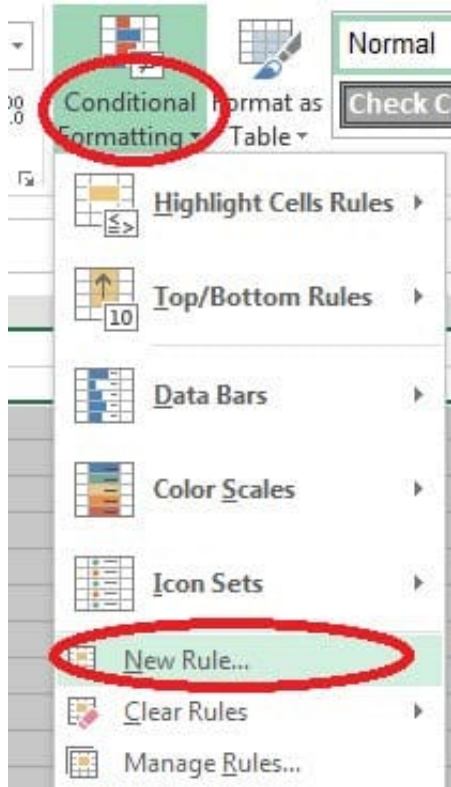 Normal
Conditional Format as Check C
Formatting Table
Highlight Cells Rules
10
Top/Bottom Rules
Data Bars
Color Scales
Icon Sets
New Rule...
Clear Rules
Manage Rules...